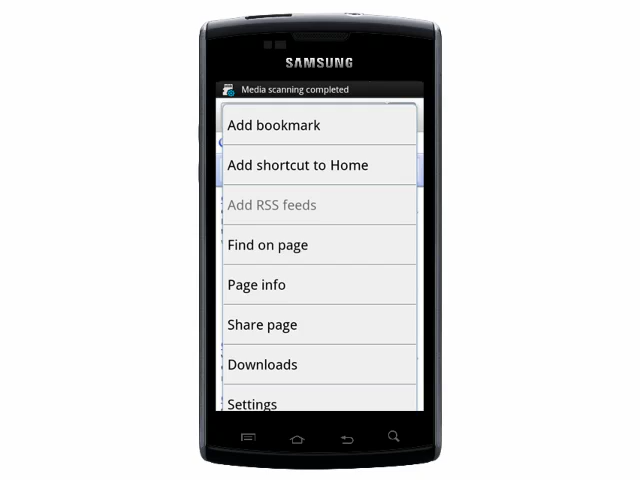 SAMSUNG
Media scanning completed
Add bookmark
Add shortcut to Home
Add RSS feeds
Find on page
Page info
Share page
Downloads
Settings